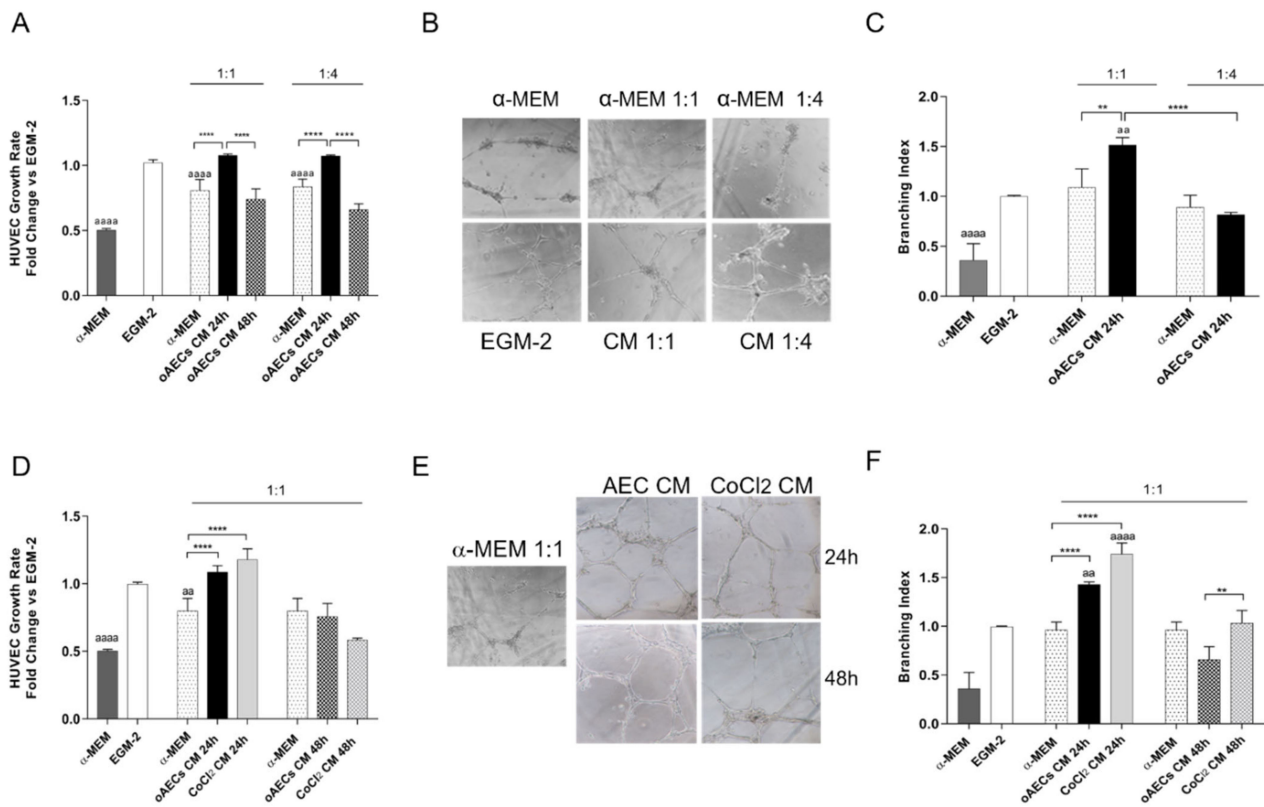 A
1:1
1:4
HUVEC Growth Rate
Fold Change vs EGM-2
1.5
1.0
0.5
0.0
aaaa
aaaa
****
****
aaaa
****
****
α-MEM
EGM-2
α-MEM
oAECs CM 24h
oAECs CM 48h
α-MEM
oAECs CM 24h
oAECs CM 48h
B
α-MEM
α-MEM 1:1
α-MEM 1:4
EGM-2
CM 1:1
CM 1:4
C
1:1
1:4
Branching Index
2.0
1.5
1.0
0.5
0.0
aaaa
**
aa
****
α-MEM
EGM-2
α-MEM
oAECs CM 24h
α-MEM
oAECs CM 24h
D
1:1
HUVEC Growth Rate
Fold Change vs EGM-2
1.5
1.0
0.5
0.0
aaaa
aa
****
****
α-MEM
EGM-2
α-MEM
oAECs CM 24h
CoCl2 CM 24h
α-MEM
oAECs CM 48h
CoCl2 CM 48h
E
AEC CM
CoCl2 CM
α-MEM 1:1
24h
48h
F
1:1
Branching Index
2.0
1.5
1.0
0.5
0.0
****
****
aa
aaaa
**
α-MEM
EGM-2
α-MEM
oAECs CM 24h
CoCl2 CM 24h
α-MEM
oAECs CM 48h
CoCl2 CM 48h